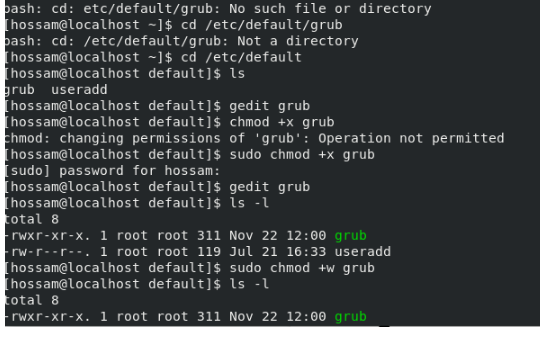 bash: cd: etc/default/grub: No such file or directory
[hossam@localhost ~]$ cd /etc/default/grub
bash: cd: /etc/default/grub: Not a directory
[hossam@localhost ~]$ cd /etc/default
[hossam@localhost default]$ ls
grub  useradd
[hossam@localhost default]$ gedit grub
[hossam@localhost default]$ chmod +x grub
chmod: changing permissions of 'grub': Operation not permitted
[hossam@localhost default]$ sudo chmod +x grub
[sudo] password for hossam:
[hossam@localhost default]$ gedit grub
[hossam@localhost default]$ ls -l
total 8
-rwxr-xr-x. 1 root root 311 Nov 22 12:00 grub
-rw-r--r--. 1 root root 119 Jul 21 16:33 useradd
[hossam@localhost default]$ sudo chmod +w grub
[hossam@localhost default]$ ls -l
total 8
-rwxr-xr-x. 1 root root 311 Nov 22 12:00 grub